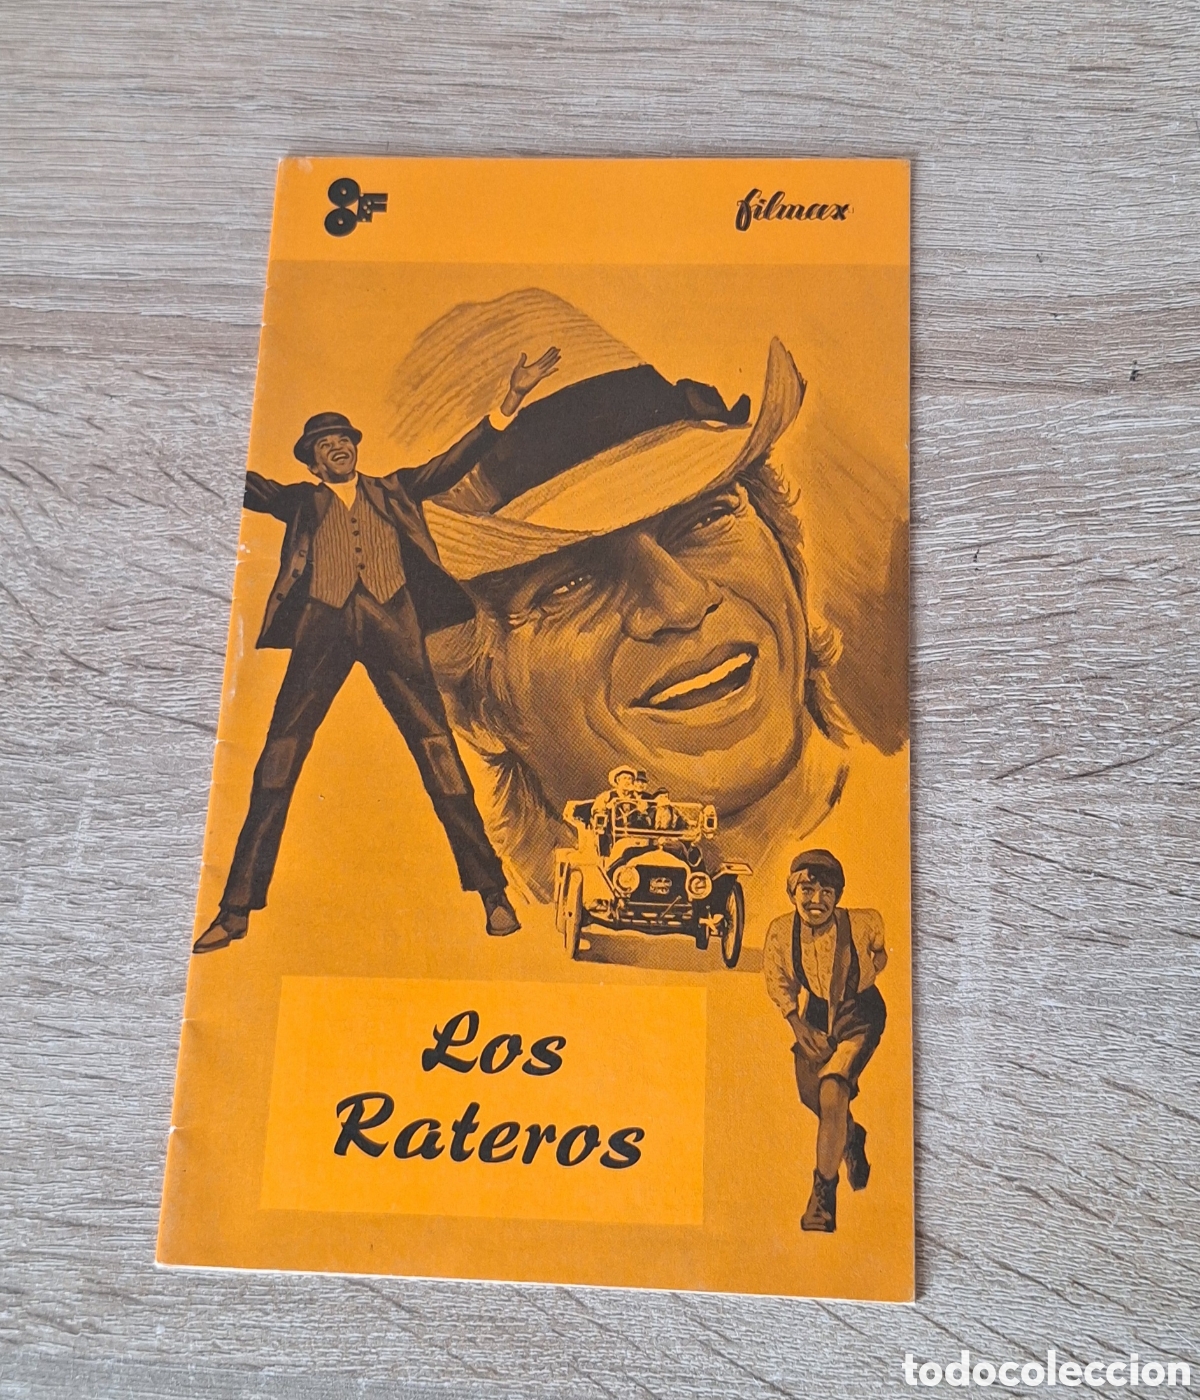 filmax
Los
Rateros
todocoleccion